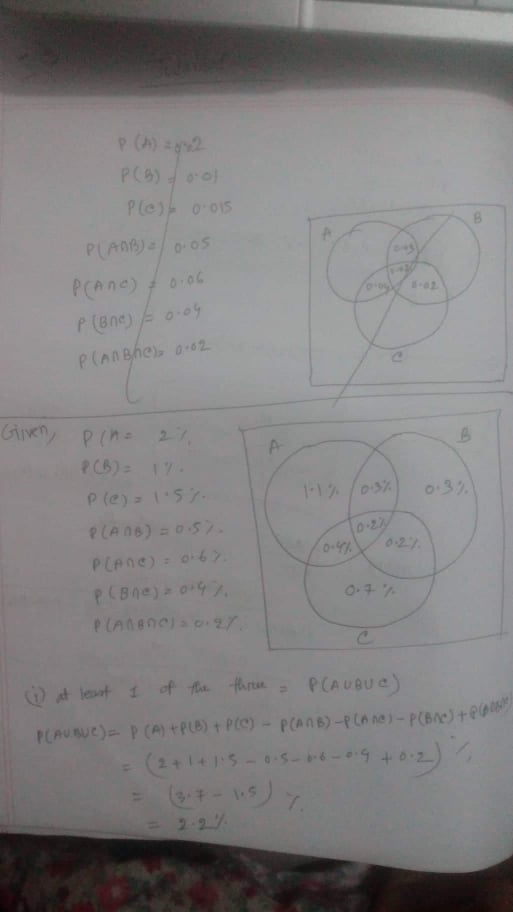 P(A) = 0.2
P(B) = 0.01
P(C) = 0.015
P(A∩B) = 0.05
P(A∩C) = 0.06
P(B∩C) = 0.04
P(A∩B∩C) = 0.02
A
B
0.03
0.02
0.04
0.02
C
Given, P(A = 2%.
P(B) = 1%.
P(C) = 1.5%.
P(A∩B) = 0.5%.
P(A∩C) = 0.6%.
P(B∩C) = 0.4%.
P(A∩B∩C) = 0.2%.
A
B
1.1%
0.3%
0.3%.
0.2%
0.4%
0.2%.
0.7%
C
(i) at least 1 of the three = P(AUBUC)
P(AUBUC) = P(A) + P(B) + P(C) - P(A∩B) - P(A∩C) - P(B∩C) + P(A∩B∩C)
= (2 + 1 + 1.5 - 0.5 - 0.6 - 0.4 + 0.2) %
= (3.7 - 1.5) %
= 2.2%.